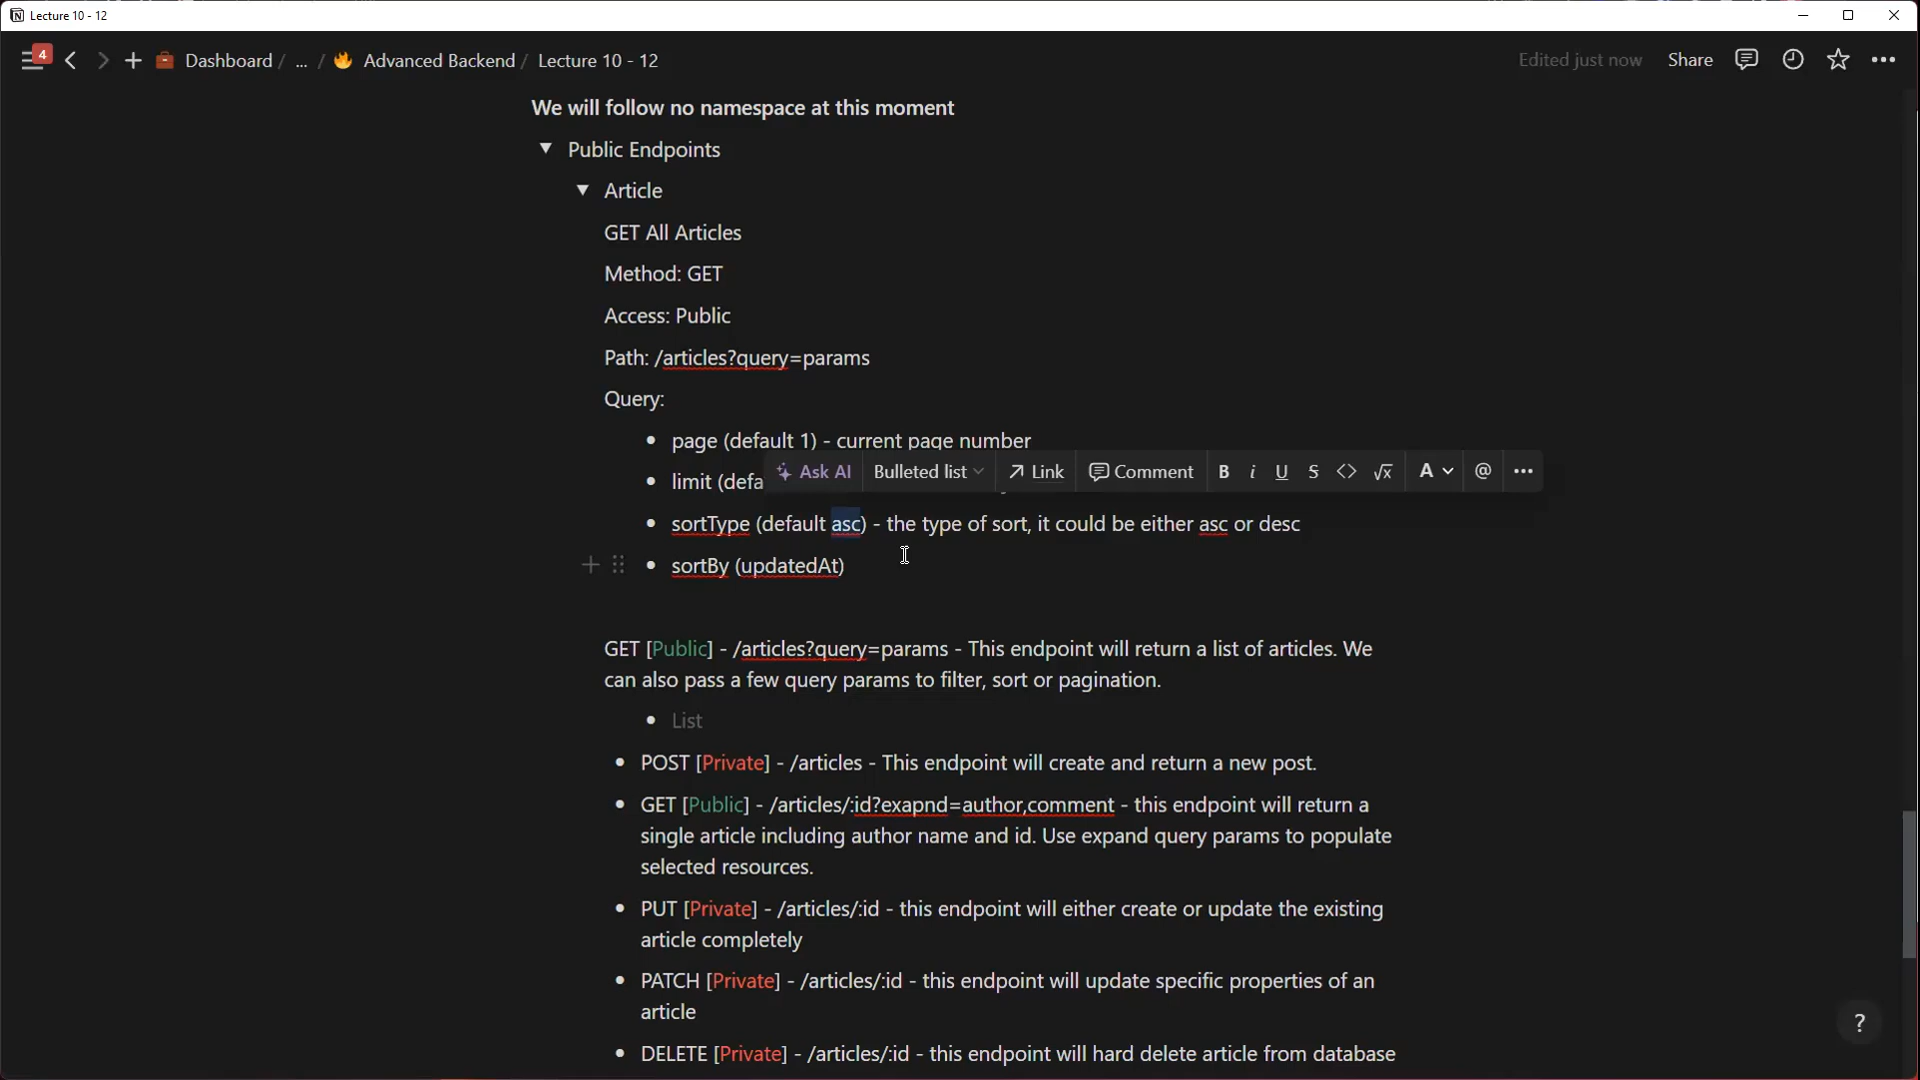 Lecture 10 - 12
4
Dashboard / ... / Advanced Backend / Lecture 10 - 12
Edited just now
Share
We will follow no namespace at this moment
Public Endpoints
Article
GET All Articles
Method: GET
Access: Public
Path: /articles?query=params
Query:
page (default 1) - current page number
Ask AI Bulleted list Link Comment B i U S <> √x A @ •••
limit (defa
sortType (default asc) - the type of sort, it could be either asc or desc
sortBy (updatedAt)
GET [Public] - /articles?query=params - This endpoint will return a list of articles. We
can also pass a few query params to filter, sort or pagination.
List
POST [Private] - /articles - This endpoint will create and return a new post.
GET [Public] - /articles/:id?exapnd=author,comment - this endpoint will return a
single article including author name and id. Use expand query params to populate
selected resources.
PUT [Private] - /articles/:id - this endpoint will either create or update the existing
article completely
PATCH [Private] - /articles/:id - this endpoint will update specific properties of an
article
DELETE [Private] - /articles/:id - this endpoint will hard delete article from database
?